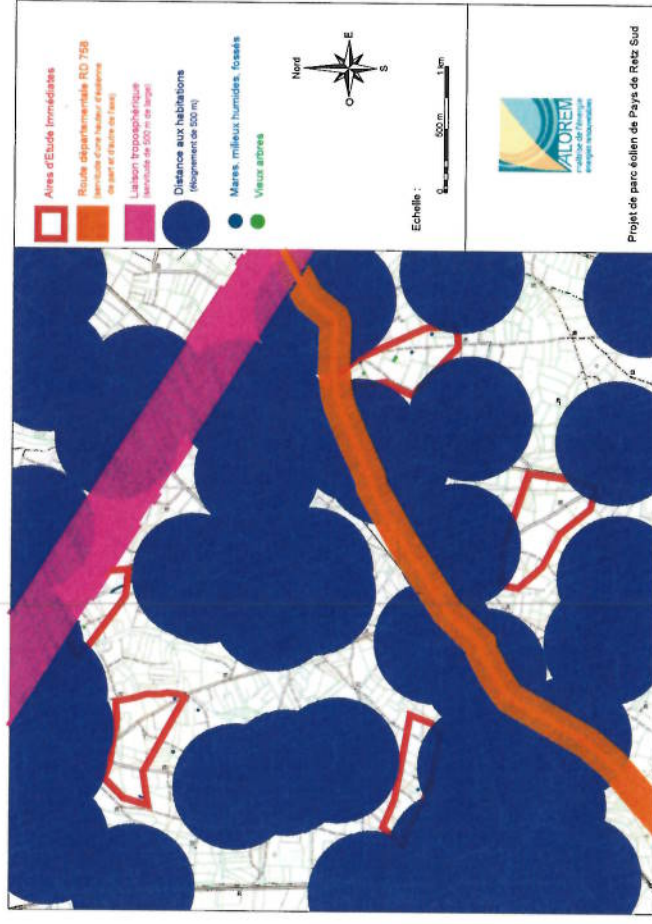 Aires d'Etude Immédiates
Route départementale RD 758
(servitude d'une hauteur d'éolienne
de part et d'autre de l'axe)
Liaison troposphérique
(servitude de 500 m de large)
Distance aux habitations
(éloignement de 500 m)
Mares, milieux humides, fossés
Vieux arbres
Nord
E
S
O
Echelle :
0
500 m
1 km
VALOREM
maîtrise de l'énergie
énergies renouvelables
Projet de parc éolien de Pays de Retz Sud